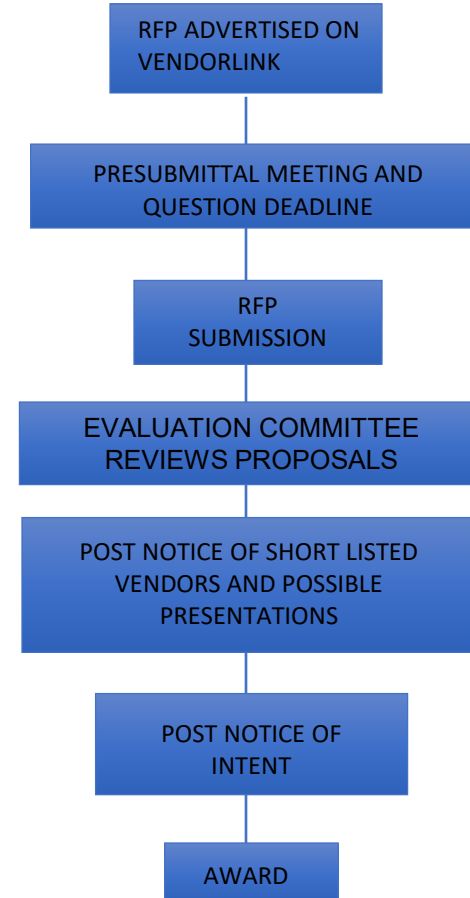 RFP ADVERTISED ON
VENDORLINK
PRESUBMITTAL MEETING AND
QUESTION DEADLINE
RFP
SUBMISSION
EVALUATION COMMITTEE
REVIEWS PROPOSALS
POST NOTICE OF SHORT LISTED
VENDORS AND POSSIBLE
PRESENTATIONS
POST NOTICE OF
INTENT
AWARD